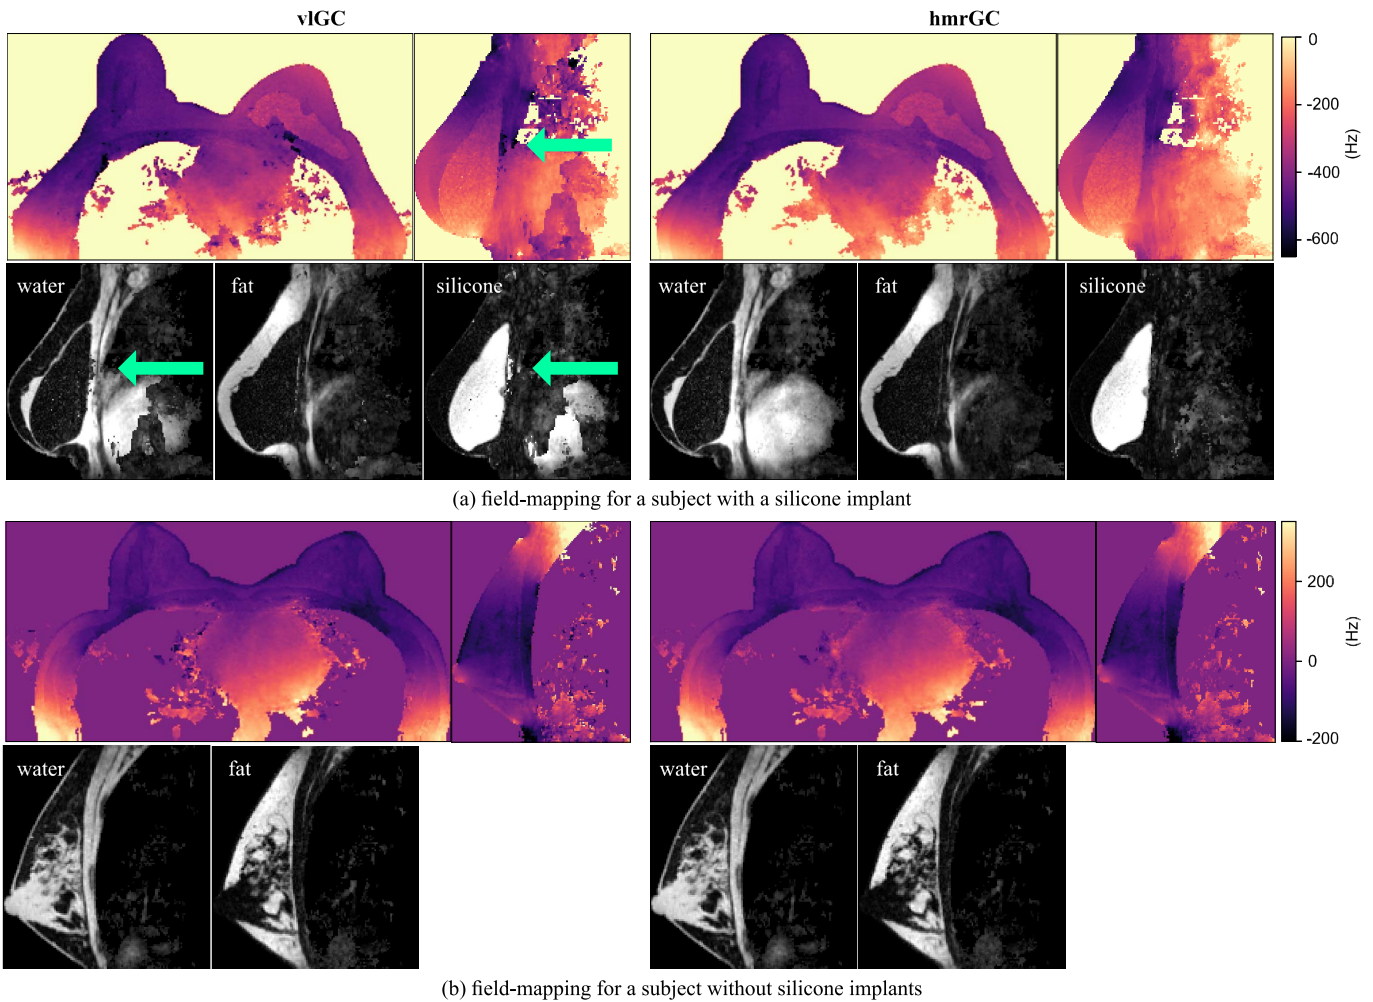 vlGC
hmrGC
0
-200
-400
-600
(Hz)
water
fat
silicone
water
fat
silicone
(a) field-mapping for a subject with a silicone implant
200
0
-200
(Hz)
water
fat
water
fat
(b) field-mapping for a subject without silicone implants